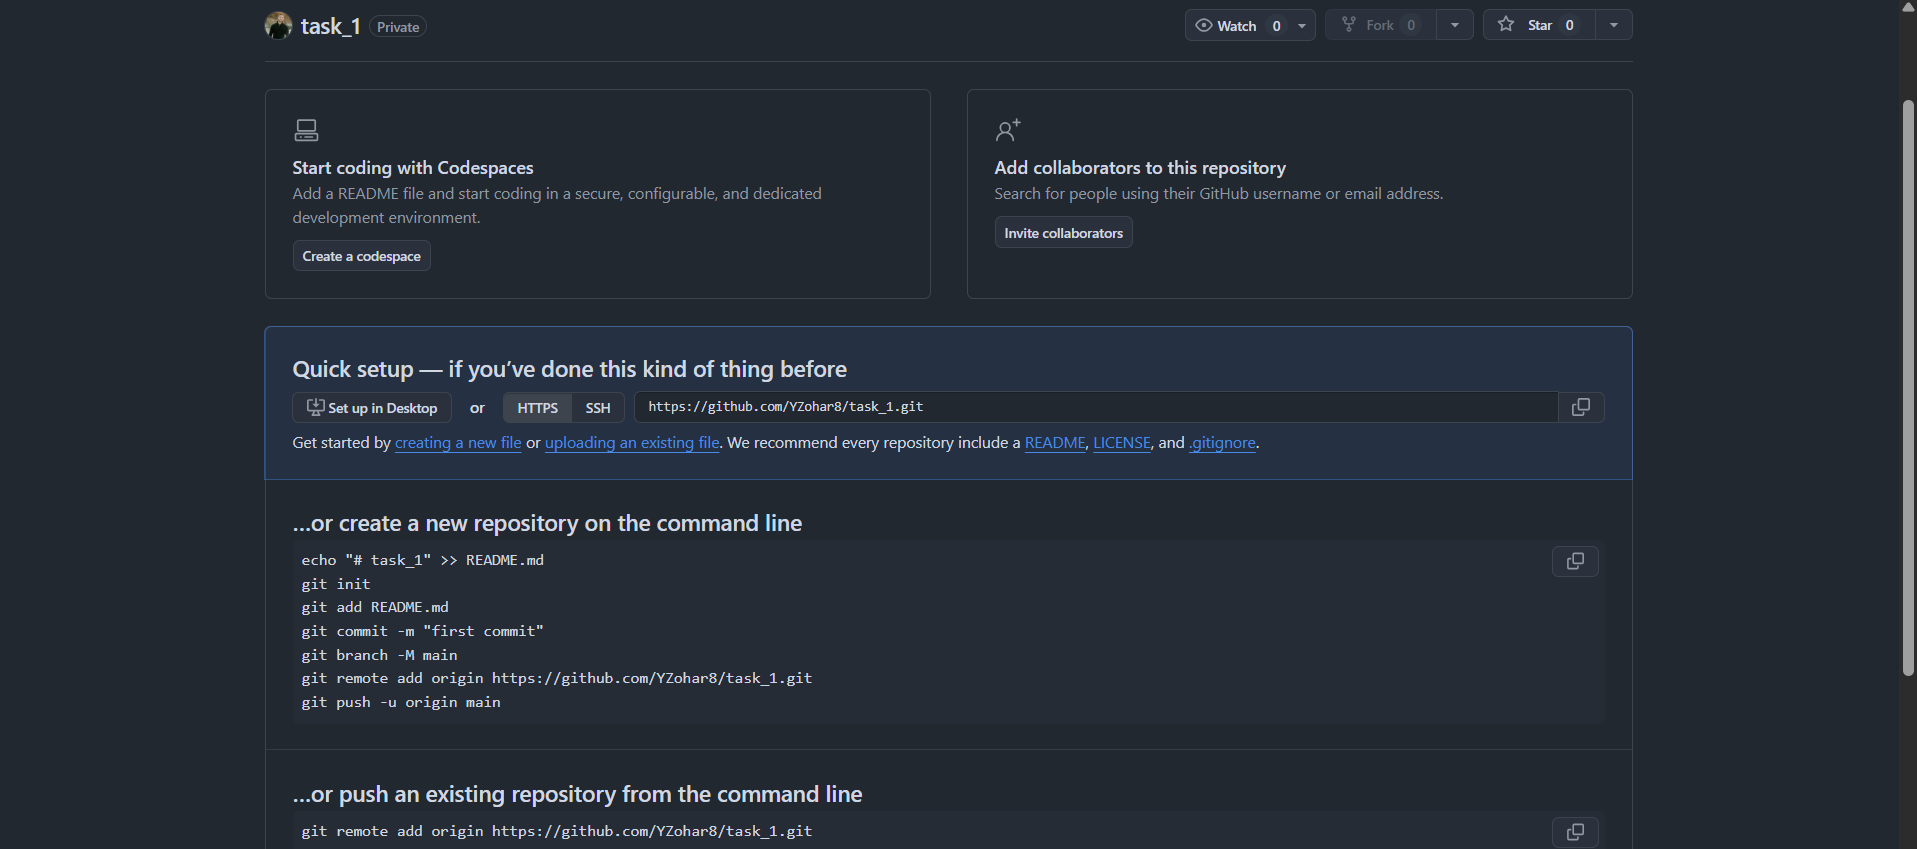 task_1 Private
Watch 0
Fork 0
Star 0
Start coding with Codespaces
Add a README file and start coding in a secure, configurable, and dedicated
development environment.
Create a codespace
Add collaborators to this repository
Search for people using their GitHub username or email address.
Invite collaborators
Quick setup — if you’ve done this kind of thing before
Set up in Desktop or HTTPS SSH https://github.com/YZohar8/task_1.git
Get started by creating a new file or uploading an existing file. We recommend every repository include a README, LICENSE, and .gitignore.
…or create a new repository on the command line
echo "# task_1" >> README.md
git init
git add README.md
git commit -m "first commit"
git branch -M main
git remote add origin https://github.com/YZohar8/task_1.git
git push -u origin main
…or push an existing repository from the command line
git remote add origin https://github.com/YZohar8/task_1.git